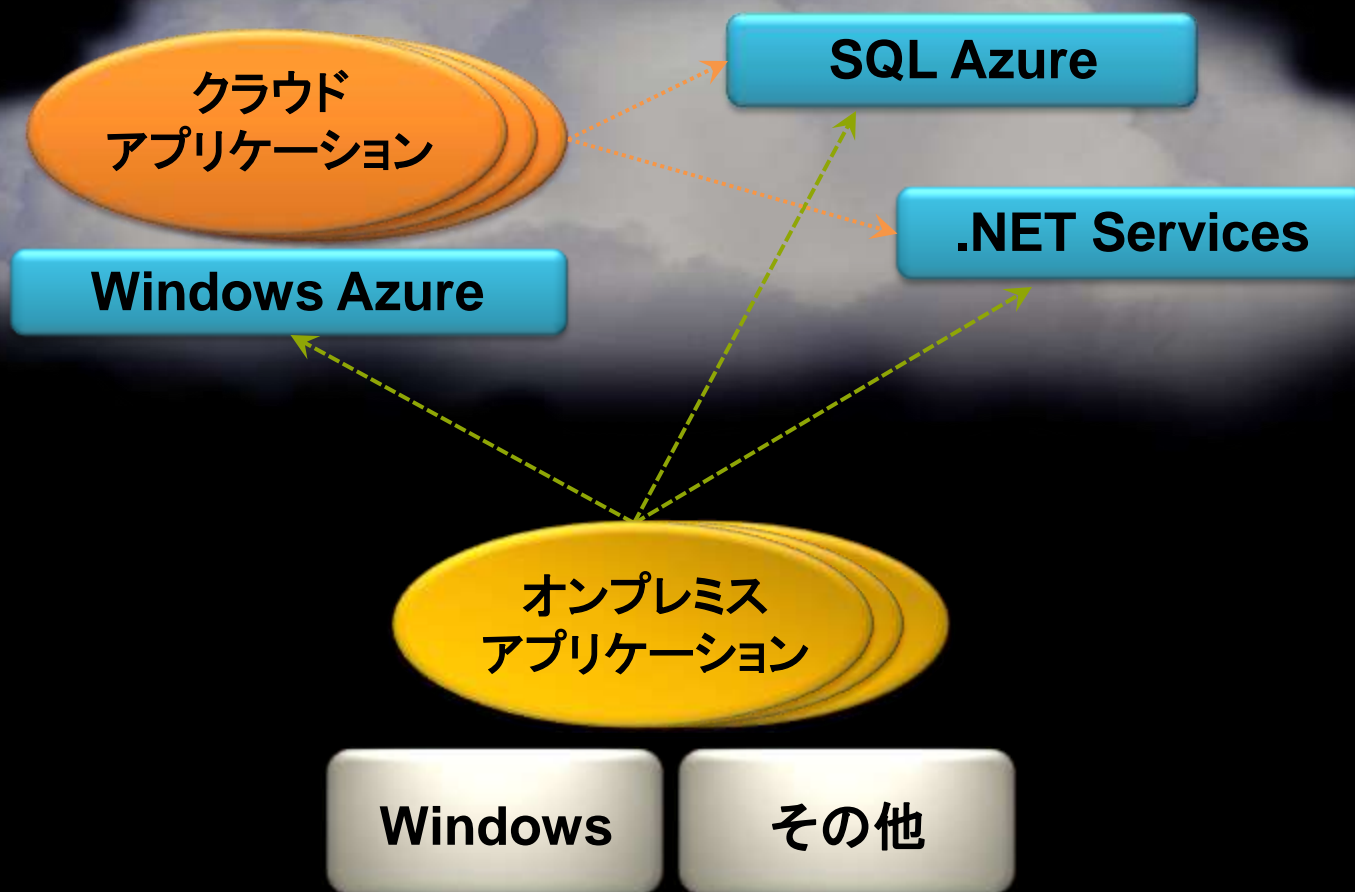 クラウド
アプリケーション
SQL Azure
.NET Services
Windows Azure
オンプレミス
アプリケーション
Windows
その他